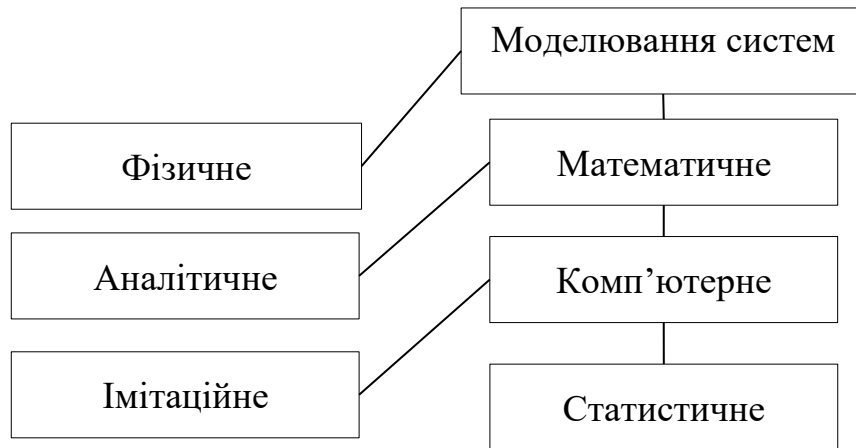 Моделювання систем
Фізичне
Математичне
Аналітичне
Комп’ютерне
Імітаційне
Статистичне